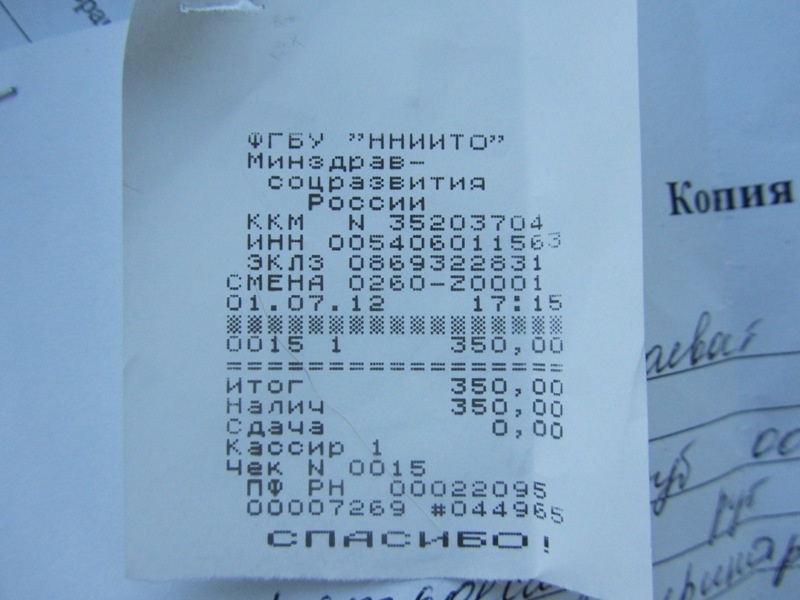 ФГБУ "ННИИТО"
Минздрав-
соцразвития
России
ККМ N 35203704
ИНН 005406011563
ЭКЛЗ 0869322831
СМЕНА 0260-Z0001
01.07.12 17:15
0015 1 350,00
====================
Итог 350,00
Налич 350,00
Сдача 0,00
Кассир 1
Чек N 0015
ПФ РН 00022095
00007269 #044965
СПАСИБО!
Копия
руб